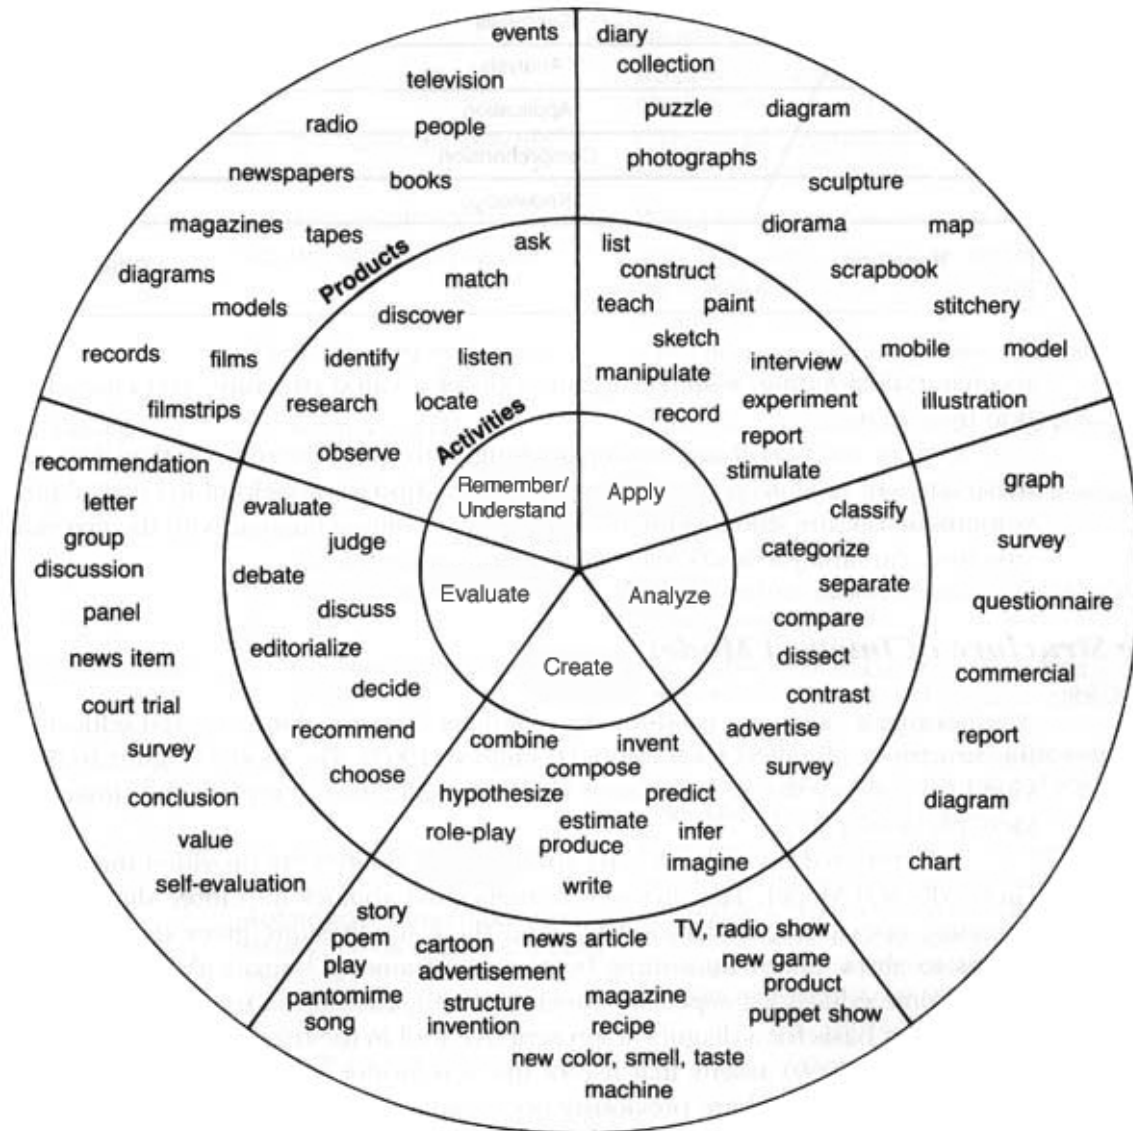 events
television
radio
people
newspapers
books
magazines
tapes
diagrams
models
records
films
filmstrips
Products
ask
match
discover
identify
listen
research
locate
observe
Activities
Remember/
Understand
diary
collection
puzzle
diagram
photographs
sculpture
diorama
map
scrapbook
stitchery
mobile
model
illustration
list
construct
teach
paint
sketch
interview
manipulate
experiment
record
report
stimulate
Apply
graph
survey
questionnaire
commercial
report
diagram
chart
classify
categorize
separate
compare
dissect
contrast
advertise
survey
Analyze
Create
combine
invent
compose
hypothesize
predict
estimate
role-play
produce
infer
imagine
write
story
poem
cartoon
news article
TV, radio show
play
advertisement
new game
product
pantomime
structure
magazine
puppet show
song
invention
recipe
new color, smell, taste
machine
Evaluate
evaluate
judge
debate
discuss
editorialize
decide
recommend
choose
recommendation
letter
group
discussion
panel
news item
court trial
survey
conclusion
value
self-evaluation